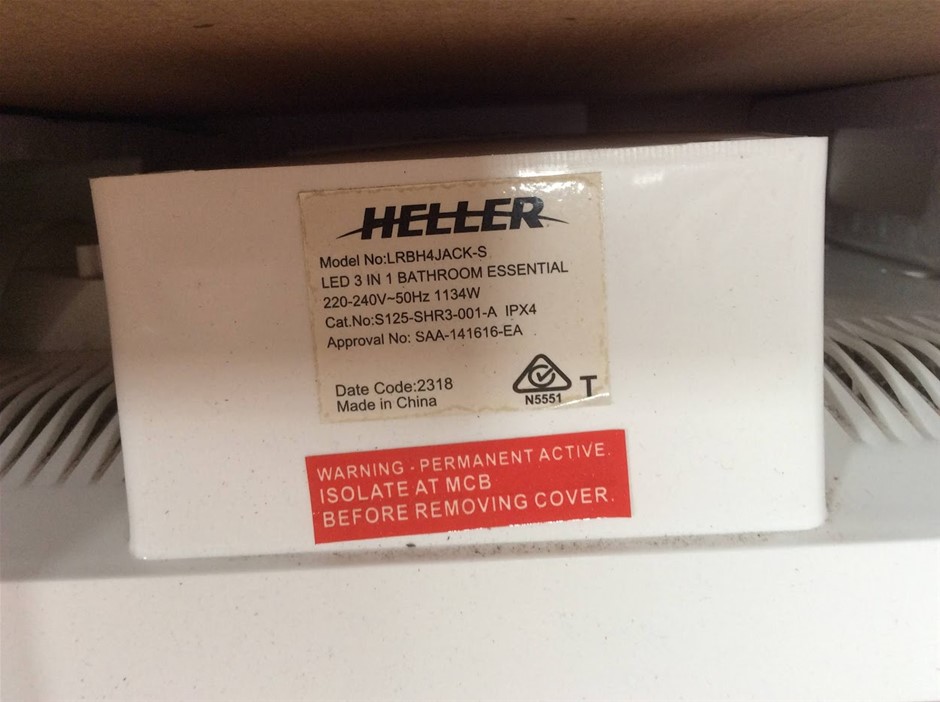 HELLER
Model No:LRBH4JACK-S
LED 3 IN 1 BATHROOM ESSENTIAL
220-240V~50Hz 1134W
Cat.No:S125-SHR3-001-A IPX4
Approval No: SAA-141616-EA
Date Code:2318
Made in China
N5551
T
WARNING - PERMANENT ACTIVE.
ISOLATE AT MCB
BEFORE REMOVING COVER.